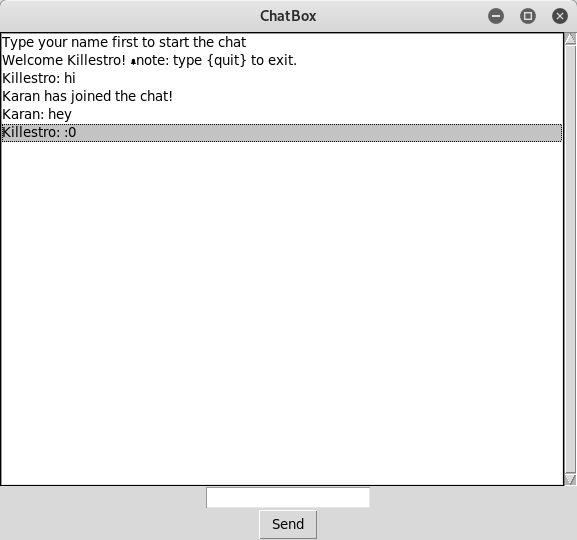 ChatBox
Type your name first to start the chat
Welcome Killestro! note: type {quit} to exit.
Killestro: hi
Karan has joined the chat!
Karan: hey
Killestro: :0
Send